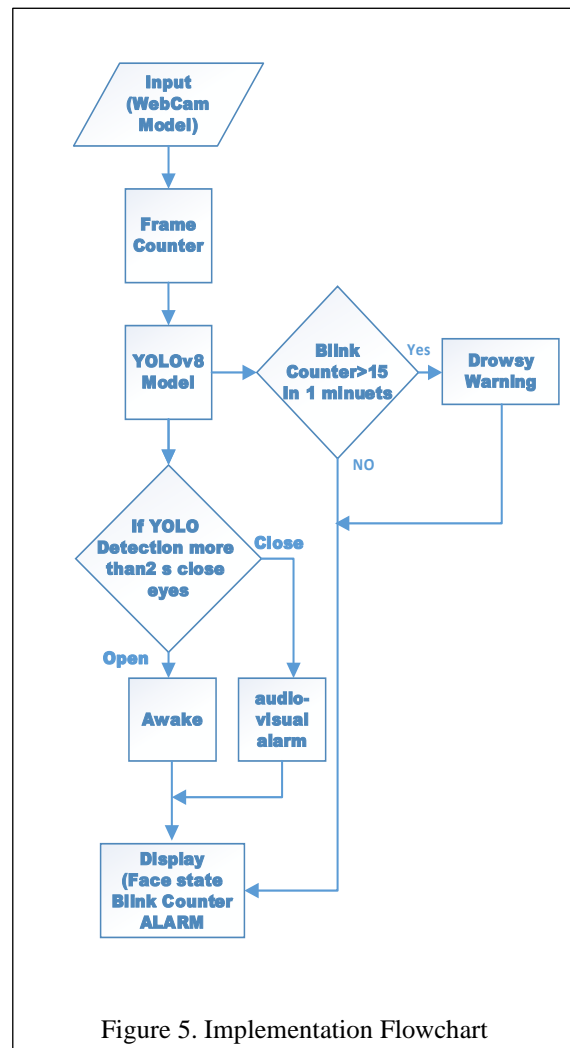 Input
(WebCam
Model)
Frame
Counter
YOLOv8
Model
Blink
Counter>15
in 1 minuets
Yes
Drowsy
Warning
NO
If YOLO
Detection more
than2 s close
eyes
Close
Open
Awake
audio-
visual
alarm
Display
(Face state
Blink Counter
ALARM
Figure 5. Implementation Flowchart